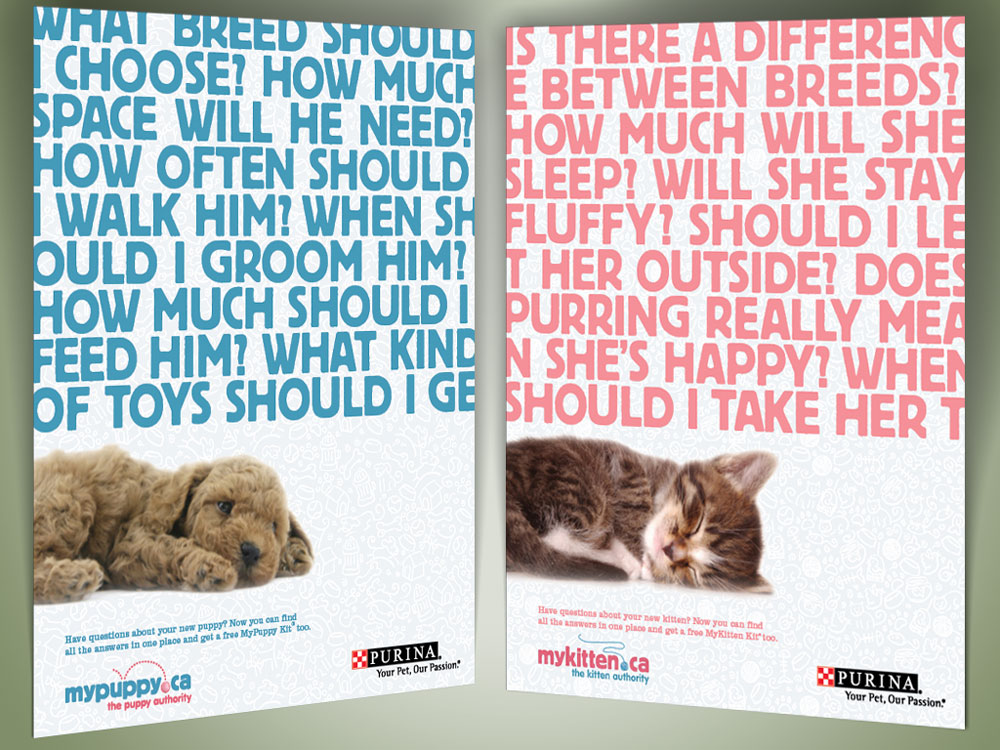 WHAT BREED SHOULD
I CHOOSE? HOW MUCH
SPACE WILL HE NEED?
HOW OFTEN SHOULD
I WALK HIM? WHEN SH
OULD I GROOM HIM?
HOW MUCH SHOULD I
FEED HIM? WHAT KIND
OF TOYS SHOULD I GE
Have questions about your new puppy? Now you can find
all the answers in one place and get a free MyPuppy Kit* too.
mypuppy.ca
the puppy authority
PURINA.
Your Pet, Our Passion.®
IS THERE A DIFFERENC
E BETWEEN BREEDS?
HOW MUCH WILL SHE
SLEEP? WILL SHE STAY
FLUFFY? SHOULD I LE
T HER OUTSIDE? DOES
PURRING REALLY MEA
N SHE'S HAPPY? WHEN
SHOULD I TAKE HER T
Have questions about your new kitten? Now you can find
all the answers in one place and get a free MyKitten Kit* too.
mykitten.ca
the kitten authority
PURINA.
Your Pet, Our Passion.®